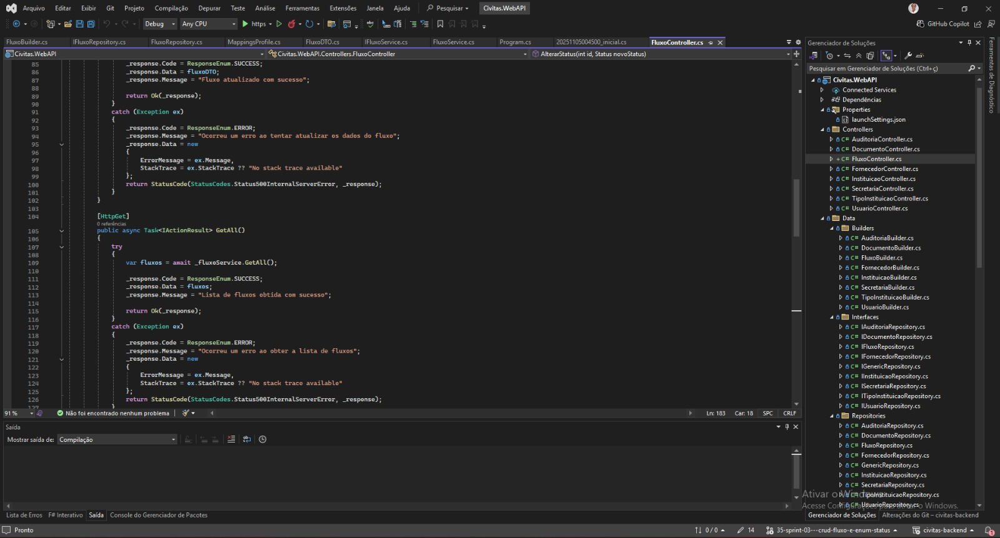 Arquivo Editar Exibir Git Projeto Compilação Depurar Teste Análise Ferramentas Extensões Janela Ajuda Pesquisar Civitas.WebAPI
Debug Any CPU https GitHub Copilot
FluxoBuilder.cs IFluxoRepository.cs FluxoRepository.cs MappingsProfile.cs FluxoDTO.cs IFluxoService.cs FluxoService.cs Program.cs 20251105004500_inicial.cs FluxoController.cs
Civitas.WebAPI Civitas.WebAPI.Controllers.FluxoController AlterarStatus(int id, Status novoStatus)
85 _response.Code = ResponseEnum.SUCCESS;
86 _response.Data = fluxoDTO;
87 _response.Message = "Fluxo atualizado com sucesso";
88
89 return Ok(_response);
90 }
91 catch (Exception ex)
92 {
93 _response.Code = ResponseEnum.ERROR;
94 _response.Message = "Ocorreu um erro ao tentar atualizar os dados do fluxo";
95 _response.Data = new
96 {
97 ErrorMessage = ex.Message,
98 StackTrace = ex.StackTrace ?? "No stack trace available"
99 };
100 return StatusCode(StatusCodes.Status500InternalServerError, _response);
101 }
102 }
103
104 [HttpGet]
0 referências
105 public async Task<IActionResult> GetAll()
106 {
107 try
108 {
109 var fluxos = await _fluxoService.GetAll();
110
111 _response.Code = ResponseEnum.SUCCESS;
112 _response.Data = fluxos;
113 _response.Message = "Lista de fluxos obtida com sucesso";
114
115 return Ok(_response);
116 }
117 catch (Exception ex)
118 {
119 _response.Code = ResponseEnum.ERROR;
120 _response.Message = "Ocorreu um erro ao obter a lista de fluxos";
121 _response.Data = new
122 {
123 ErrorMessage = ex.Message,
124 StackTrace = ex.StackTrace ?? "No stack trace available"
125 };
126 return StatusCode(StatusCodes.Status500InternalServerError, _response);
127 }
91 % Não foi encontrado nenhum problema Ln: 183 Car: 18 SPC CRLF
Saída
Mostrar saída de: Compilação
Lista de Erros F# Interativo Saída Console do Gerenciador de Pacotes
Gerenciador de Soluções
Pesquisar em Gerenciador de Soluções (Ctrl+ç)
Civitas.WebAPI
Connected Services
Dependências
Properties
launchSettings.json
Controllers
C# AuditoriaController.cs
C# DocumentoController.cs
+ C# FluxoController.cs
C# FornecedorController.cs
C# InstituicaoController.cs
C# SecretariaController.cs
C# TipoInstituicaoController.cs
C# UsuarioController.cs
Data
Builders
C# AuditoriaBuilder.cs
C# DocumentoBuilder.cs
C# FluxoBuilder.cs
C# FornecedorBuilder.cs
C# InstituicaoBuilder.cs
C# SecretariaBuilder.cs
C# TipoInstituicaoBuilder.cs
C# UsuarioBuilder.cs
Interfaces
C# IAuditoriaRepository.cs
C# IDocumentoRepository.cs
C# IFluxoRepository.cs
C# IFornecedorRepository.cs
C# IGenericRepository.cs
C# IInstituicaoRepository.cs
C# ISecretariaRepository.cs
C# ITipoInstituicaoRepository.cs
C# IUsuarioRepository.cs
Repositories
C# AuditoriaRepository.cs
C# DocumentoRepository.cs
C# FluxoRepository.cs
C# FornecedorRepository.cs
C# GenericRepository.cs
C# InstituicaoRepository.cs
C# SecretariaRepository.cs
C# TipoInstituicaoRepository.cs
C# UsuarioRepository.cs
Ativar o Windows
Acesse Configurações para ativar o Windows.
Gerenciador de Soluções Alterações do Git – civitas-backend
Ferramentas de Diagnóstico
Pronto 0 / 0 14 35-sprint-03---crud-fluxo-e-enum-status civitas-backend 1